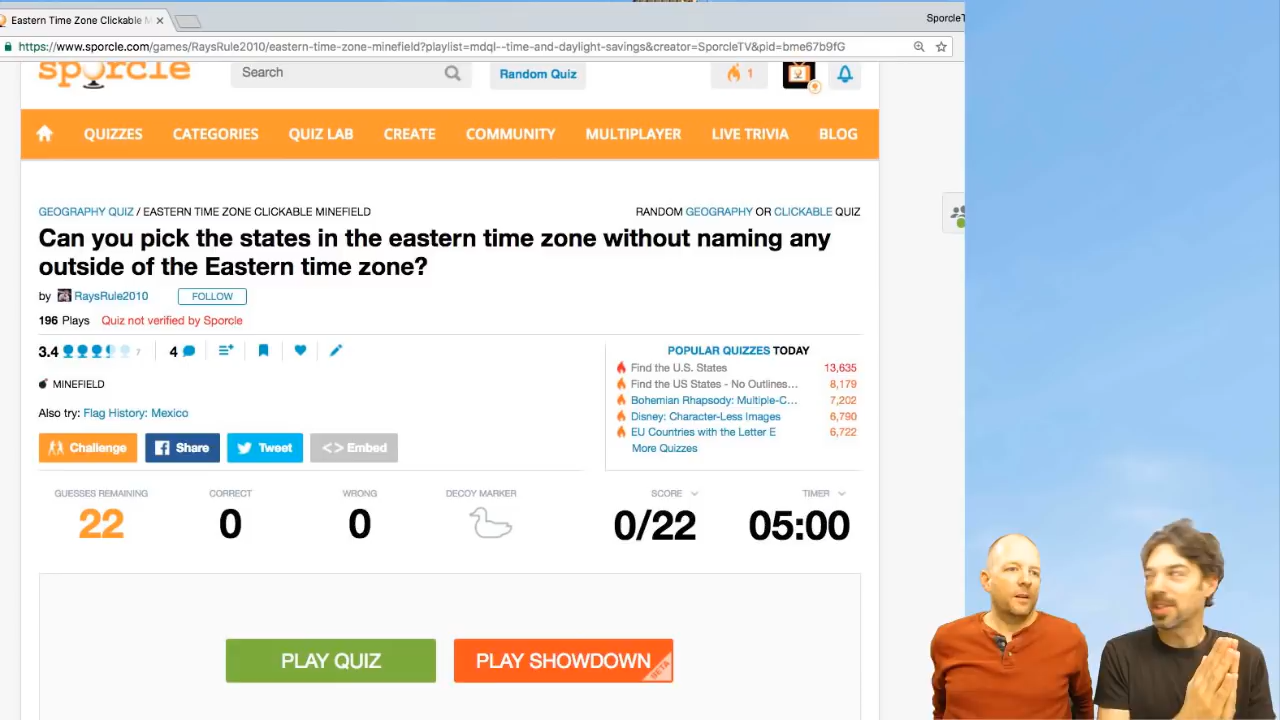 Eastern Time Zone Clickable M
Sporcle
https://www.sporcle.com/games/RaysRule2010/eastern-time-zone-minefield?playlist=mdql--time-and-daylight-savings&creator=SporcleTV&pid=bme67b9fG
sporcle
Search
Random Quiz
1
QUIZZES CATEGORIES QUIZ LAB CREATE COMMUNITY MULTIPLAYER LIVE TRIVIA BLOG
GEOGRAPHY QUIZ / EASTERN TIME ZONE CLICKABLE MINEFIELD
RANDOM GEOGRAPHY OR CLICKABLE QUIZ
Can you pick the states in the eastern time zone without naming any
outside of the Eastern time zone?
by RaysRule2010 FOLLOW
196 Plays Quiz not verified by Sporcle
3.4 7 4
MINEFIELD
Also try: Flag History: Mexico
Challenge Share Tweet <> Embed
POPULAR QUIZZES TODAY
Find the U.S. States 13,635
Find the US States - No Outlines... 8,179
Bohemian Rhapsody: Multiple-C... 7,202
Disney: Character-Less Images 6,790
EU Countries with the Letter E 6,722
More Quizzes
GUESSES REMAINING CORRECT WRONG DECOY MARKER SCORE TIMER
22 0 0 0/22 05:00
PLAY QUIZ PLAY SHOWDOWN BETA